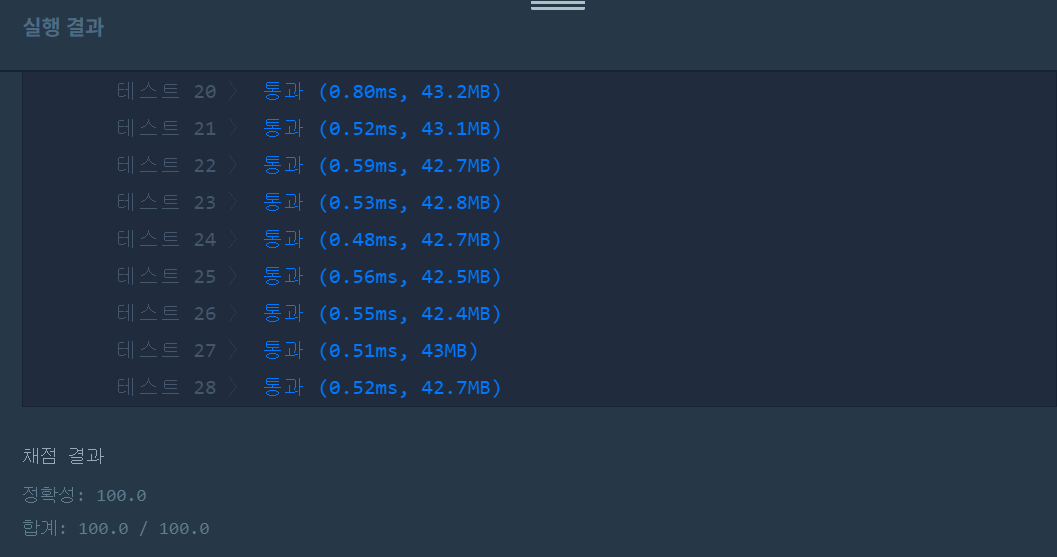 실행 결과
테스트 20 〉 통과 (0.80ms, 43.2MB)
테스트 21 〉 통과 (0.52ms, 43.1MB)
테스트 22 〉 통과 (0.59ms, 42.7MB)
테스트 23 〉 통과 (0.53ms, 42.8MB)
테스트 24 〉 통과 (0.48ms, 42.7MB)
테스트 25 〉 통과 (0.56ms, 42.5MB)
테스트 26 〉 통과 (0.55ms, 42.4MB)
테스트 27 〉 통과 (0.51ms, 43MB)
테스트 28 〉 통과 (0.52ms, 42.7MB)
채점 결과
정확성: 100.0
합계: 100.0 / 100.0